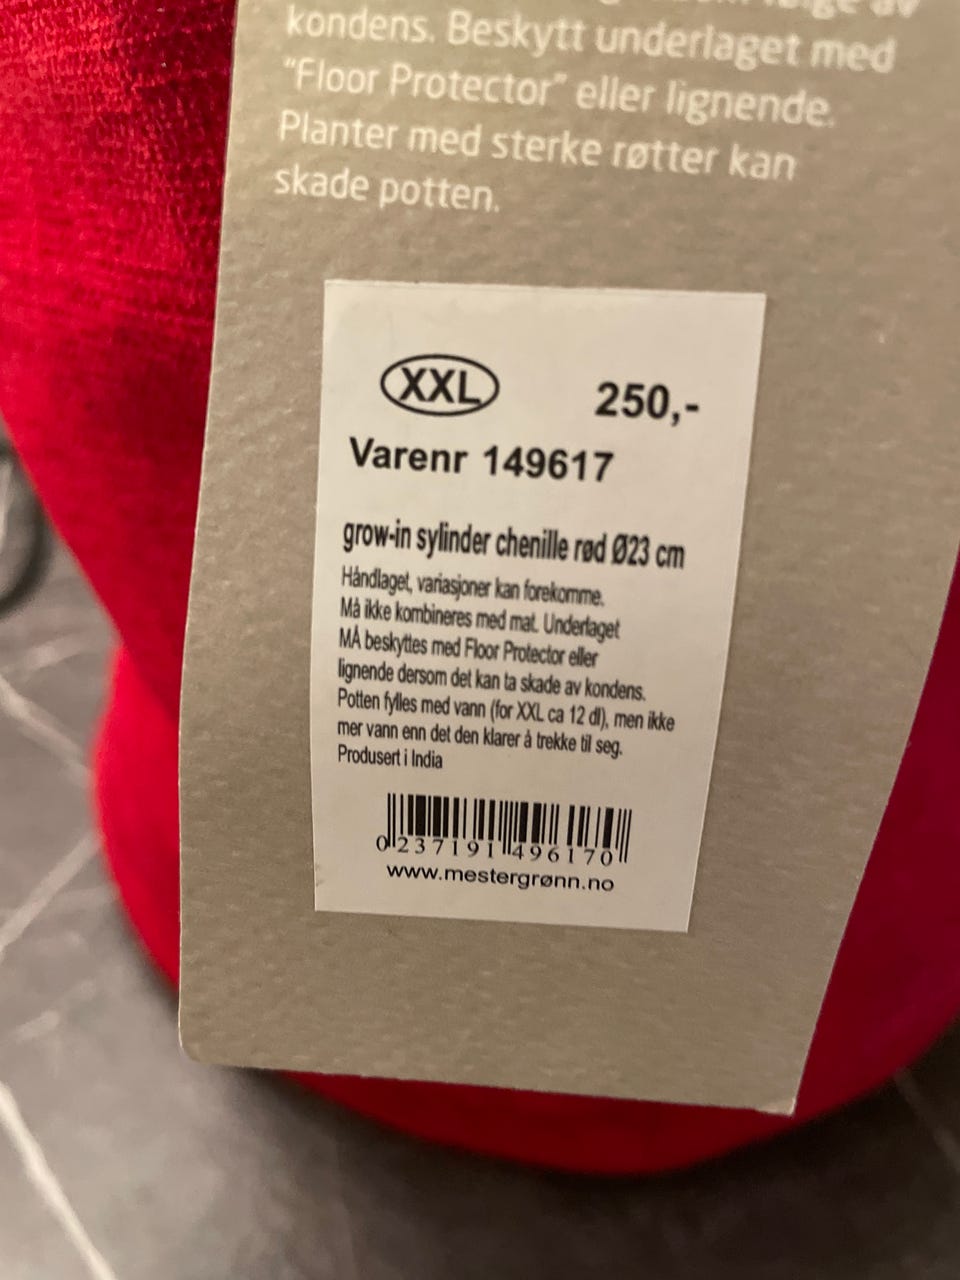 kondens. Beskytt underlaget med
"Floor Protector" eller lignende.
Planter med sterke røtter kan
skade potten.
XXL 250,-
Varenr 149617
grow-in sylinder chenille rød Ø23 cm
Håndlaget, variasjoner kan forekomme.
Må ikke kombineres med mat. Underlaget
MÅ beskyttes med Floor Protector eller
lignende dersom det kan ta skade av kondens.
Potten fylles med vann (for XXL ca 12 dl), men ikke
mer vann enn det den klarer å trekke til seg.
Produsert i India
0 237191 496170
www.mestergrønn.no